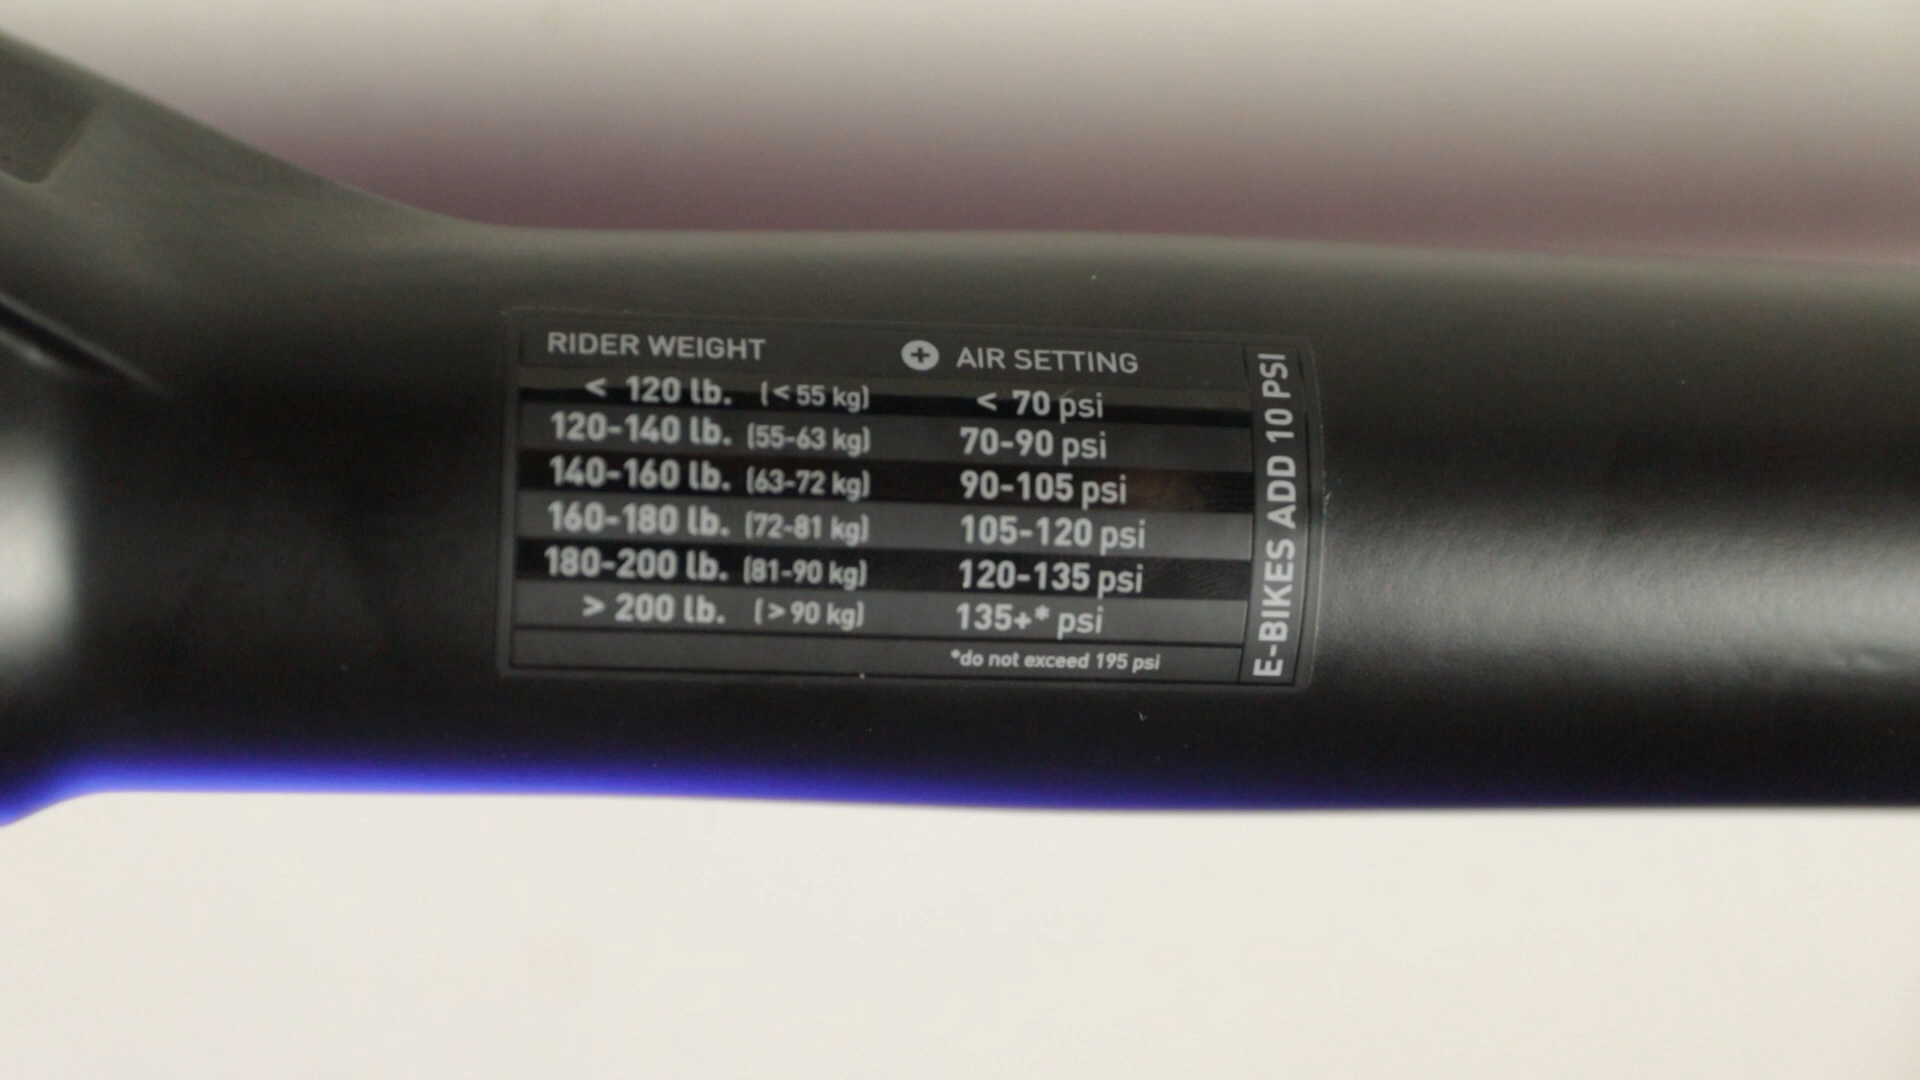 RIDER WEIGHT + AIR SETTING
< 120 lb. (< 55 kg) < 70 psi
120-140 lb. (55-63 kg) 70-90 psi
140-160 lb. (63-72 kg) 90-105 psi
160-180 lb. (72-81 kg) 105-120 psi
180-200 lb. (81-90 kg) 120-135 psi
> 200 lb. (> 90 kg) 135+* psi
*do not exceed 195 psi
E-BIKES ADD 10 PSI